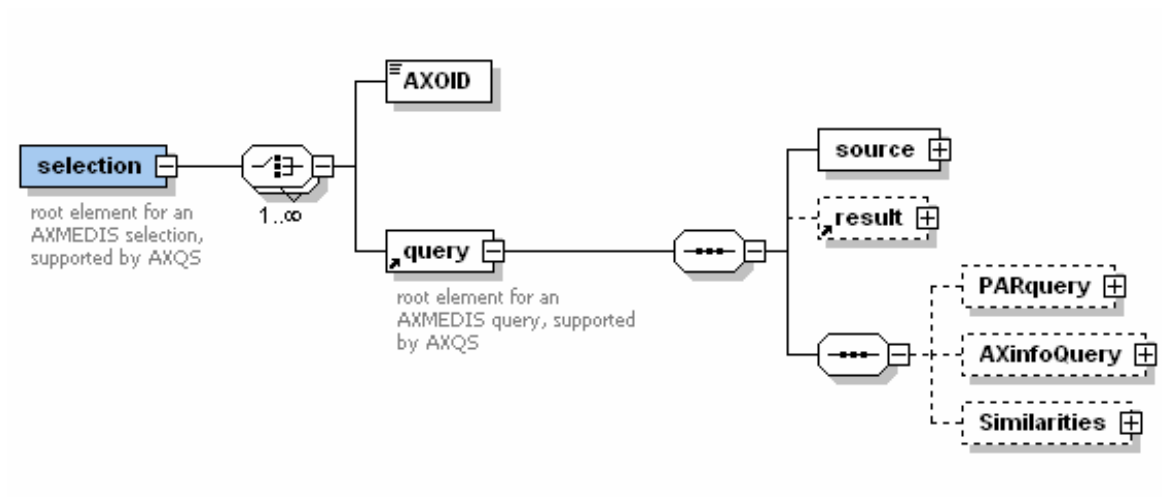 AXOID
selection
root element for an
AXMEDIS selection,
supported by AXQS
1..∞
query
root element for an
AXMEDIS query, supported
by AXQS
source
result
PARquery
AXinfoQuery
Similarities